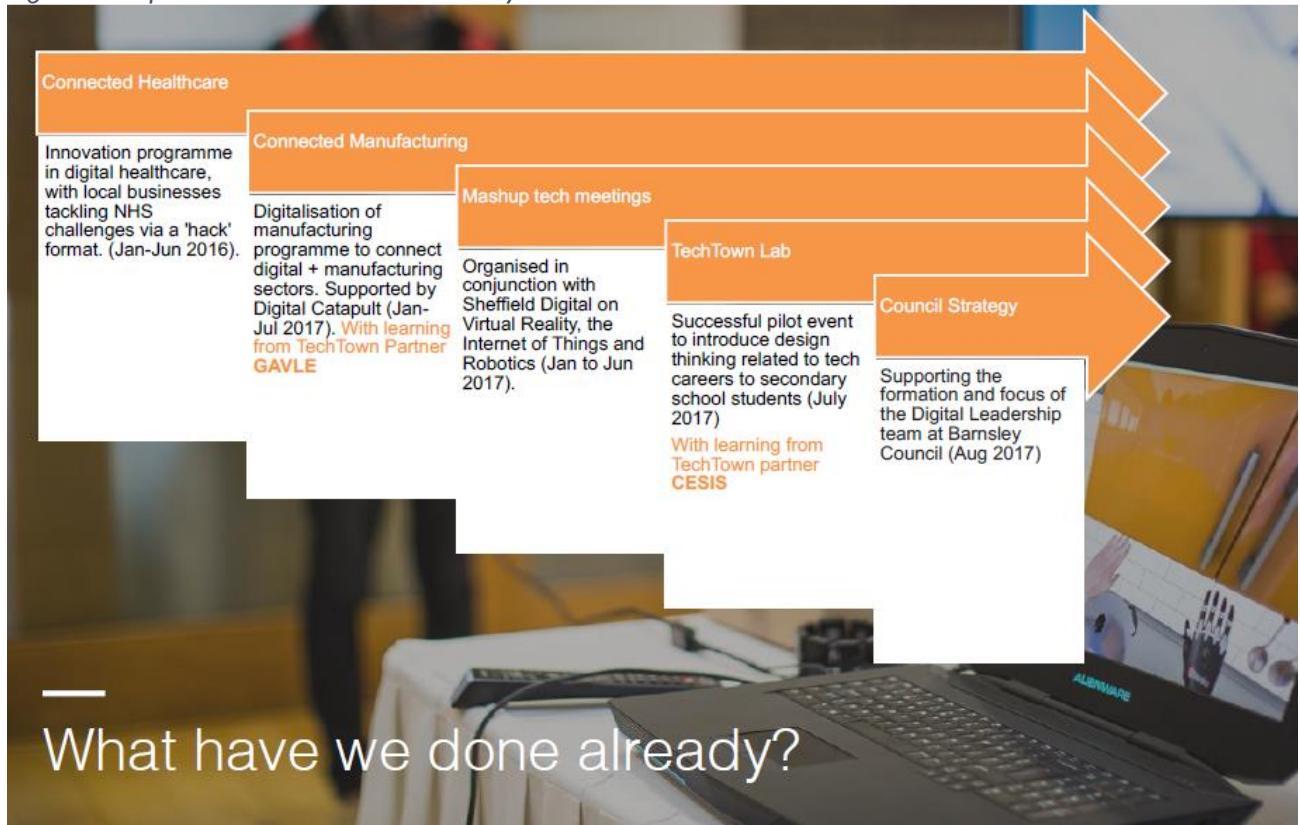 Connected Healthcare
Innovation programme
in digital healthcare,
with local businesses
tackling NHS
challenges via a 'hack'
format. (Jan-Jun 2016).
Connected Manufacturing
Digitalisation of
manufacturing
programme to connect
digital + manufacturing
sectors. Supported by
Digital Catapult (Jan-
Jul 2017). With learning
from TechTown Partner
GAVLE
Mashup tech meetings
Organised in
conjunction with
Sheffield Digital on
Virtual Reality, the
Internet of Things and
Robotics (Jan to Jun
2017).
TechTown Lab
Successful pilot event
to introduce design
thinking related to tech
careers to secondary
school students (July
2017)
With learning from
TechTown partner
CESIS
Council Strategy
Supporting the
formation and focus of
the Digital Leadership
team at Barnsley
Council (Aug 2017)
ALIENWARE
What have we done already?